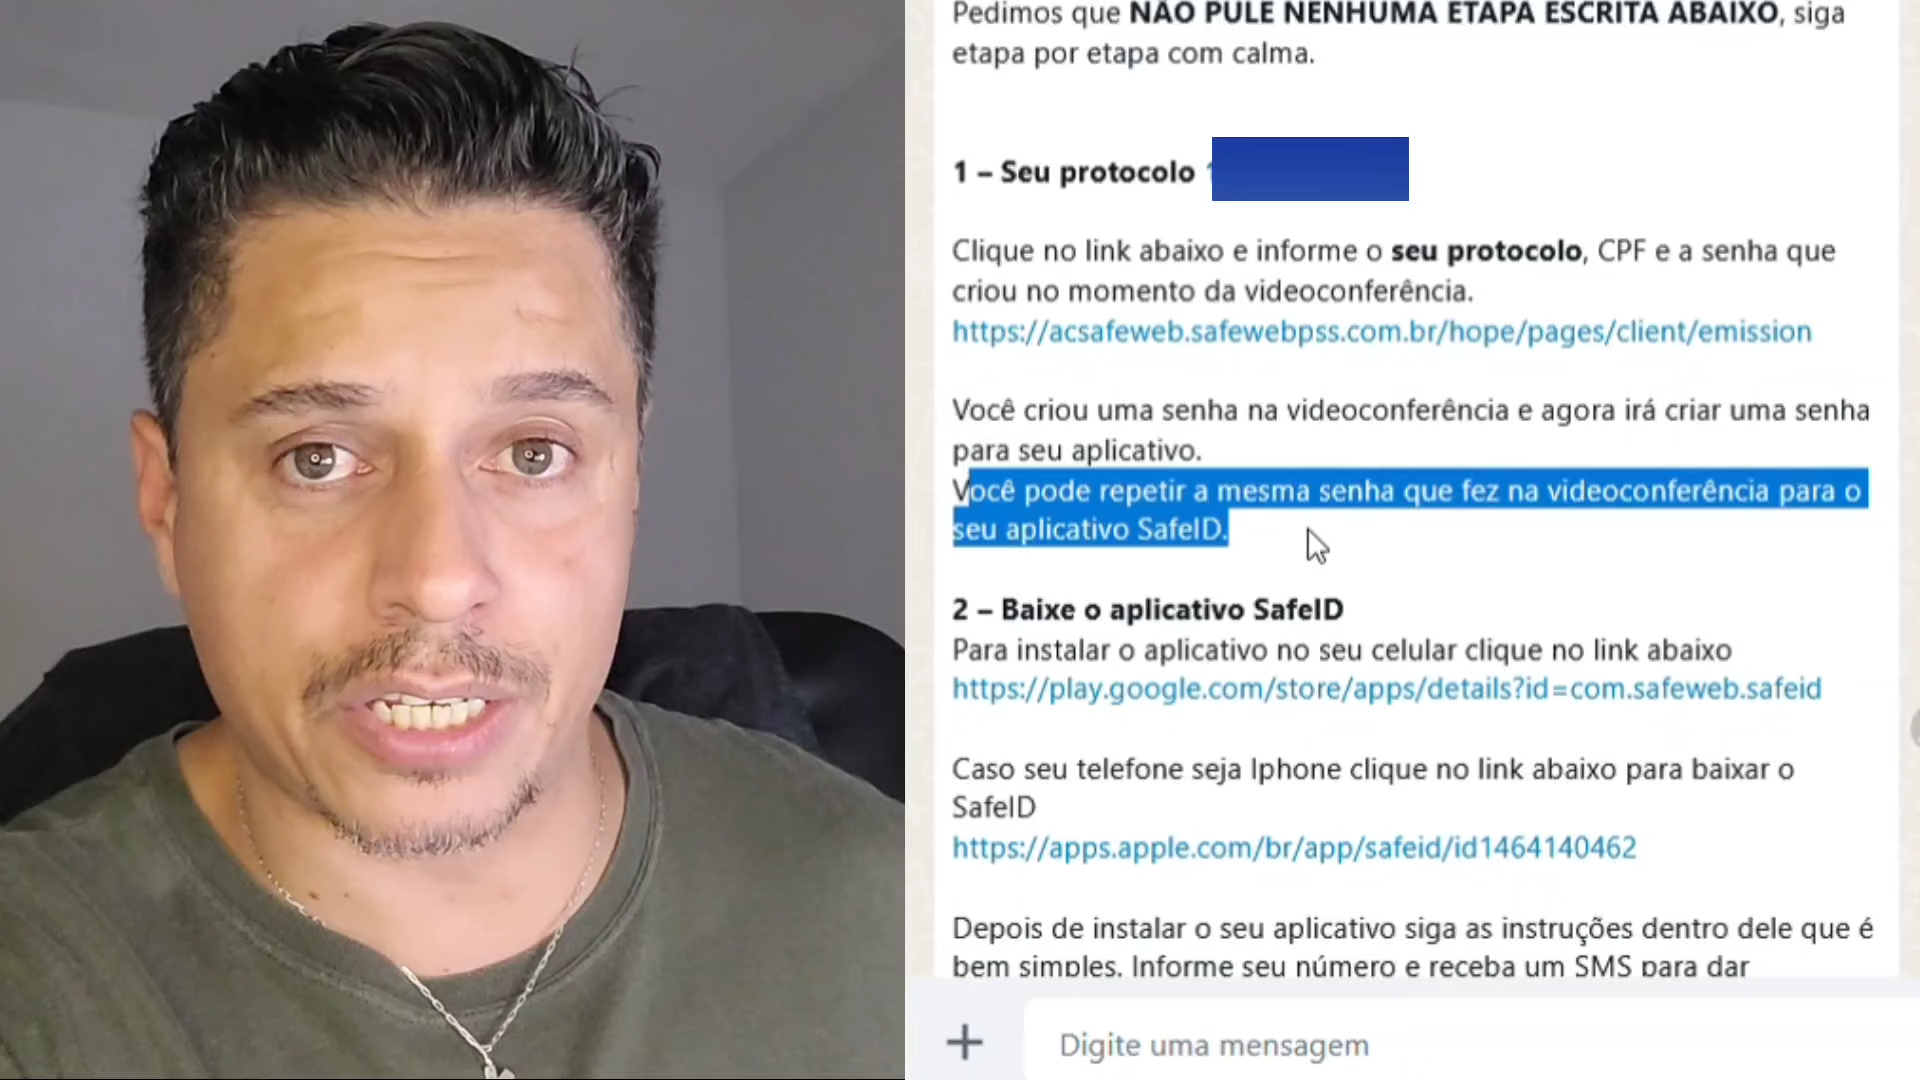 Pedimos que NÃO PULE NENHUMA ETAPA ESCRITA ABAIXO, siga
etapa por etapa com calma.
1 – Seu protocolo
Clique no link abaixo e informe o seu protocolo, CPF e a senha que
criou no momento da videoconferência.
https://acsafeweb.safewebpss.com.br/hope/pages/client/emission
Você criou uma senha na videoconferência e agora irá criar uma senha
para seu aplicativo.
Você pode repetir a mesma senha que fez na videoconferência para o
seu aplicativo SafeID.
2 – Baixe o aplicativo SafeID
Para instalar o aplicativo no seu celular clique no link abaixo
https://play.google.com/store/apps/details?id=com.safeweb.safeid
Caso seu telefone seja Iphone clique no link abaixo para baixar o
SafeID
https://apps.apple.com/br/app/safeid/id1464140462
Depois de instalar o seu aplicativo siga as instruções dentro dele que é
bem simples. Informe seu número e receba um SMS para dar
Digite uma mensagem